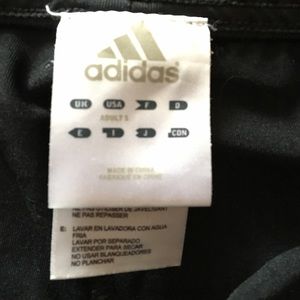 adidas
UK USA F D
ADULT S
E I J CDN
MADE IN CHINA
FABRIQUÉ EN CHINE
NE PAS REPASSER
E: LAVAR EN LAVADORA CON AGUA
FRIA
LAVAR POR SEPARADO
EXTENDER PARA SECAR
NO USAR BLANQUEADORES
NO PLANCHAR